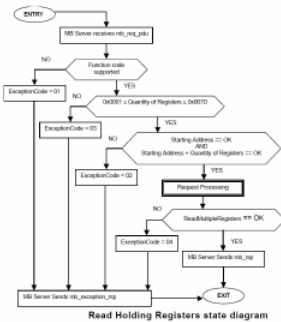 ENTRY
MB Server receives mb_req_pdu
NO
Function code
supported
YES
ExceptionCode = 01
NO
0x0001 ≤ Quantity of Registers ≤ 0x007D
YES
ExceptionCode = 03
NO
Starting Address == OK
AND
Starting Address + Quantity of Registers == OK
ExceptionCode = 02
YES
Request Processing
NO
ReadMultipleRegisters == OK
YES
ExceptionCode = 04
MB Server Sends mb_rsp
MB Server Sends mb_exception_rsp
EXIT
Read Holding Registers state diagram